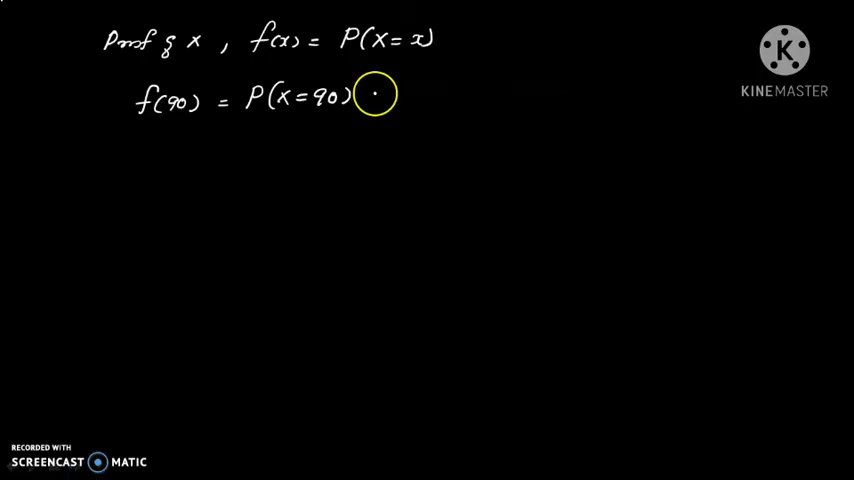 Pmf of X , f(x) = P(X = x)
f(90) = P(X = 90)
K
KINEMASTER
RECORDED WITH
SCREENCAST MATIC